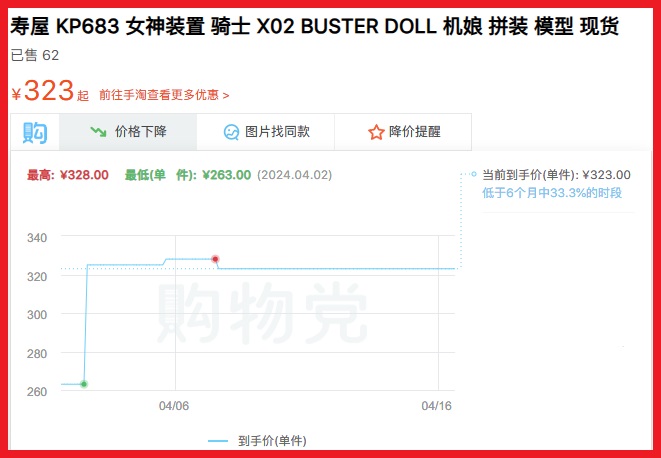 寿屋 KP683 女神装置 骑士 X02 BUSTER DOLL 机娘 拼装 模型 现货
已售 62
¥323起 前往手淘查看更多优惠 >
购 价格下降 图片找同款 降价提醒
最高: ¥328.00 最低(单 件): ¥263.00 (2024.04.02)
当前到手价(单件): ¥323.00
低于6个月中33.3%的时段
340
320
300
280
260
购物党
04/06 04/16
到手价(单件)